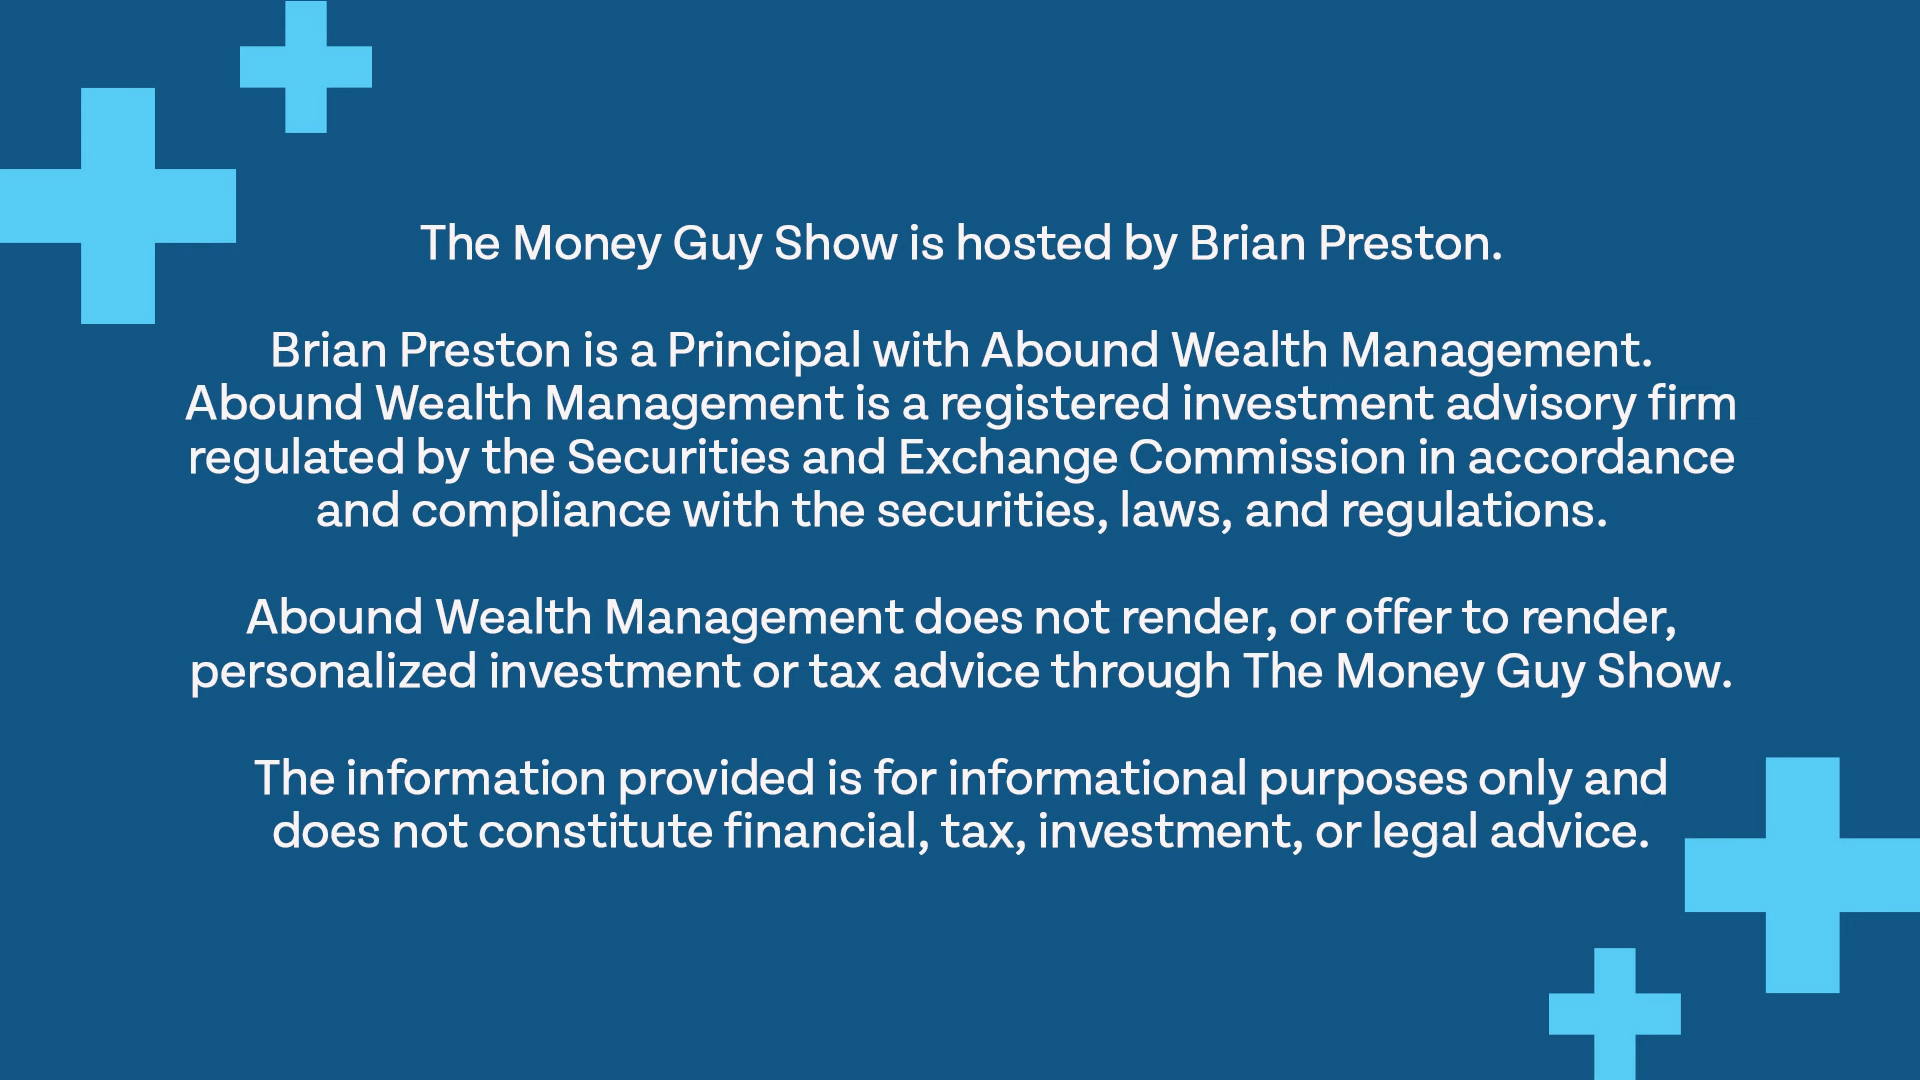 The Money Guy Show is hosted by Brian Preston.
Brian Preston is a Principal with Abound Wealth Management.
Abound Wealth Management is a registered investment advisory firm
regulated by the Securities and Exchange Commission in accordance
and compliance with the securities, laws, and regulations.
Abound Wealth Management does not render, or offer to render,
personalized investment or tax advice through The Money Guy Show.
The information provided is for informational purposes only and
does not constitute financial, tax, investment, or legal advice.